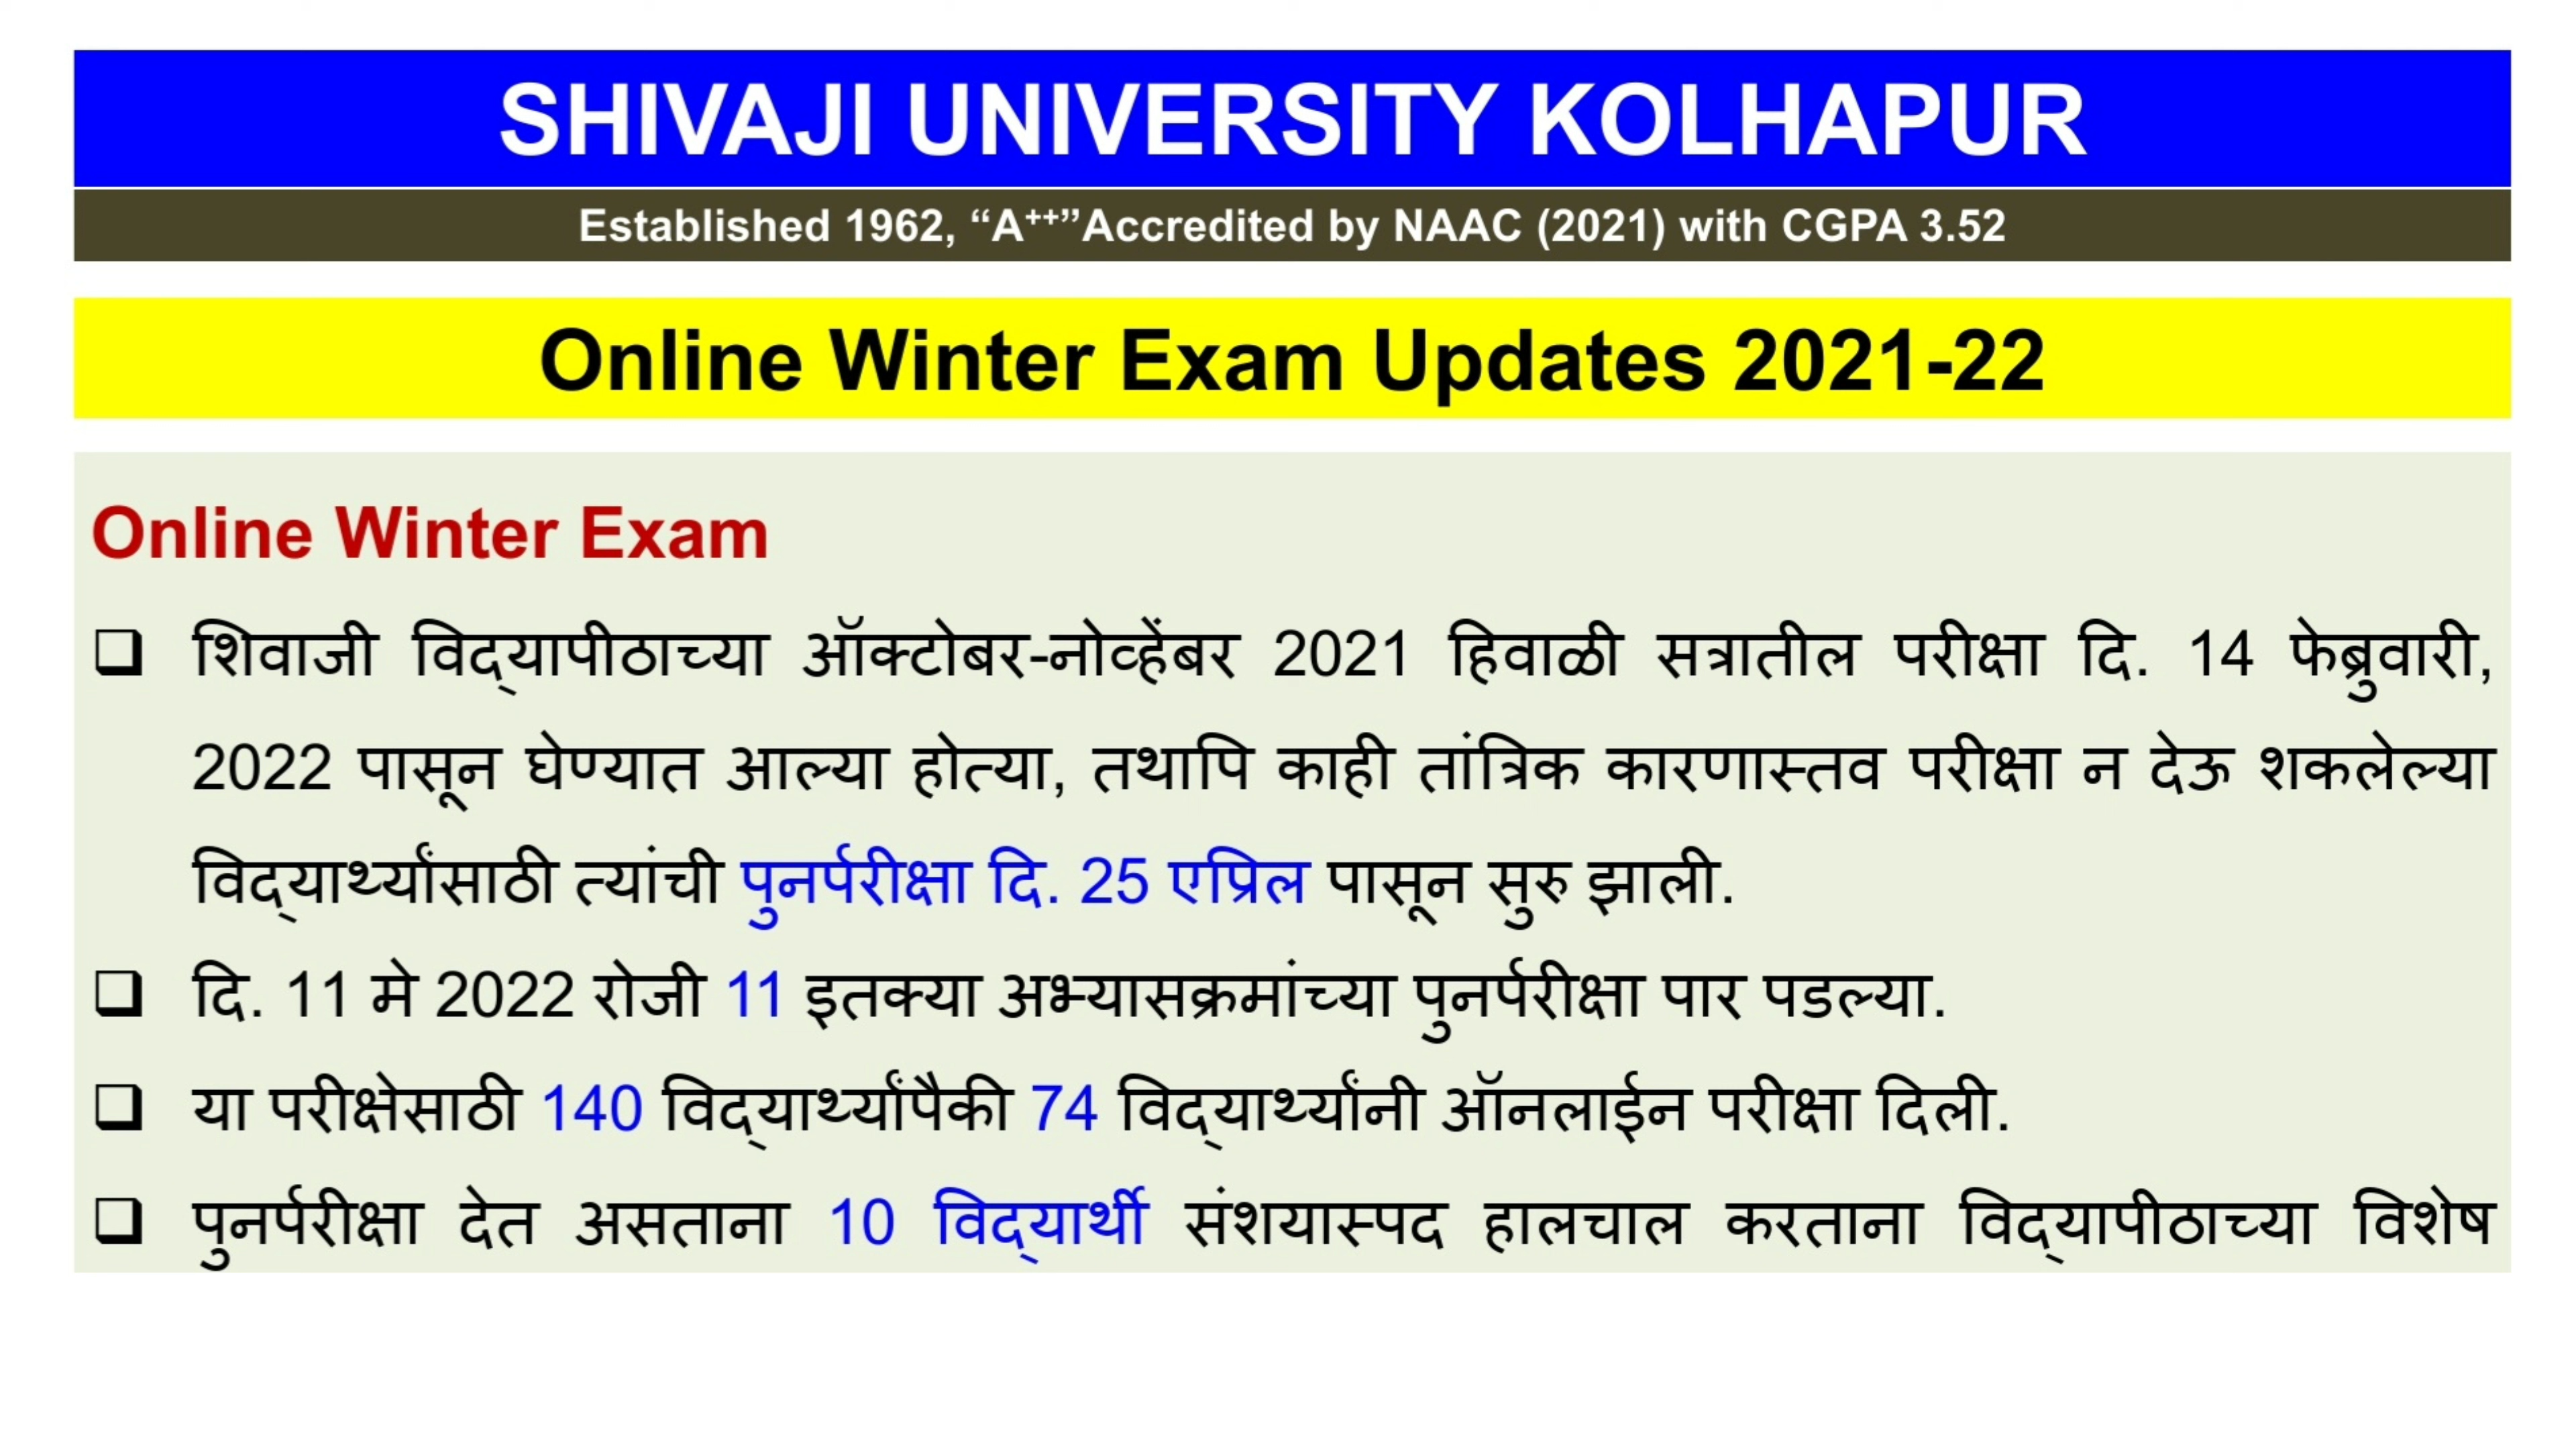 SHIVAJI UNIVERSITY KOLHAPUR
Established 1962, “A++”Accredited by NAAC (2021) with CGPA 3.52
Online Winter Exam Updates 2021-22
Online Winter Exam
❑ शिवाजी विद्‌यापीठाच्या ऑक्टोबर-नोव्हेंबर 2021 हिवाळी सत्रातील परीक्षा दि. 14 फेब्रुवारी,
2022 पासून घेण्यात आल्या होत्या, तथापि काही तांत्रिक कारणास्तव परीक्षा न देऊ शकलेल्या
विद्‌यार्थ्यांसाठी त्यांची पुनर्परीक्षा दि. 25 एप्रिल पासून सुरु झाली.
❑ दि. 11 मे 2022 रोजी 11 इतक्या अभ्यासक्रमांच्या पुनर्परीक्षा पार पडल्या.
❑ या परीक्षेसाठी 140 विद्‌यार्थ्यांपैकी 74 विद्‌यार्थ्यांनी ऑनलाईन परीक्षा दिली.
❑ पुनर्परीक्षा देत असताना 10 विद्‌यार्थी संशयास्पद हालचाल करताना विद्‌यापीठाच्या विशेष